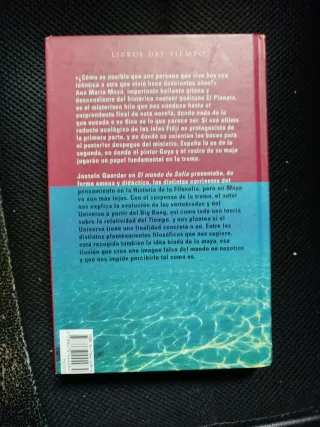 LIBROS DEL TIEMPO
«¿Cómo es posible que una persona que vive hoy sea
idéntica a otra que vivió hace doscientos años?»
Ana María Maya, importante bailaora gitana y
descendiente del histórico cantaor gaditano El Planeta,
es el misterioso hilo que nos conduce hasta el
sorprendente final de esta novela, donde nada de lo
que sucede o se dice es lo que parece ser. Si ese último
reducto ecológico de las islas Fidji es protagonista de
la primera parte, y es donde se asientan las bases para
el posterior despegue del misterio, España lo es de la
segunda, en donde el pintor Goya y el rostro de su maja
jugarán un papel fundamental en la trama.
Jostein Gaarder en El mundo de Sofía presentaba, de
forma amena y didáctica, las distintas corrientes del
pensamiento de la Historia de la Filosofía, pero en Maya
va aún más lejos. Con el suspense de la trama, el autor
nos explica la evolución de los vertebrados y del
Universo a partir del Big Bang, así como toda una teoría
sobre la relatividad del Tiempo, y nos plantea si el
Universo tiene una finalidad concreta o no. Entre los
distintos planteamientos filosóficos que nos sugiere,
está recogida también la idea hindú de la maya, esa
ilusión que crea una imagen falsa del mundo en nosotros
y que nos impide percibirlo tal como es.